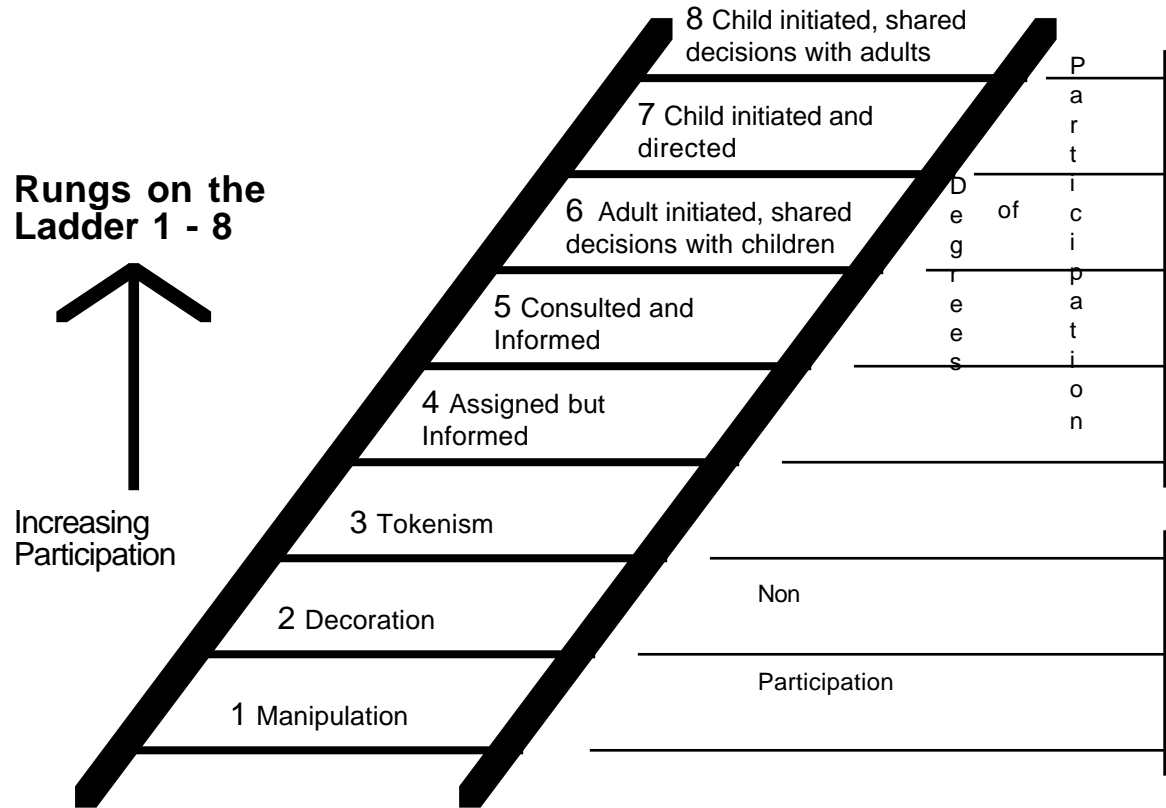 8 Child initiated, shared
decisions with adults
7 Child initiated and
directed
Rungs on the
Ladder 1 - 8
6 Adult initiated, shared
decisions with children
5 Consulted and
Informed
4 Assigned but
Informed
Increasing
Participation
3 Tokenism
2 Decoration
1 Manipulation
Degrees
of
Participation
Non
Participation